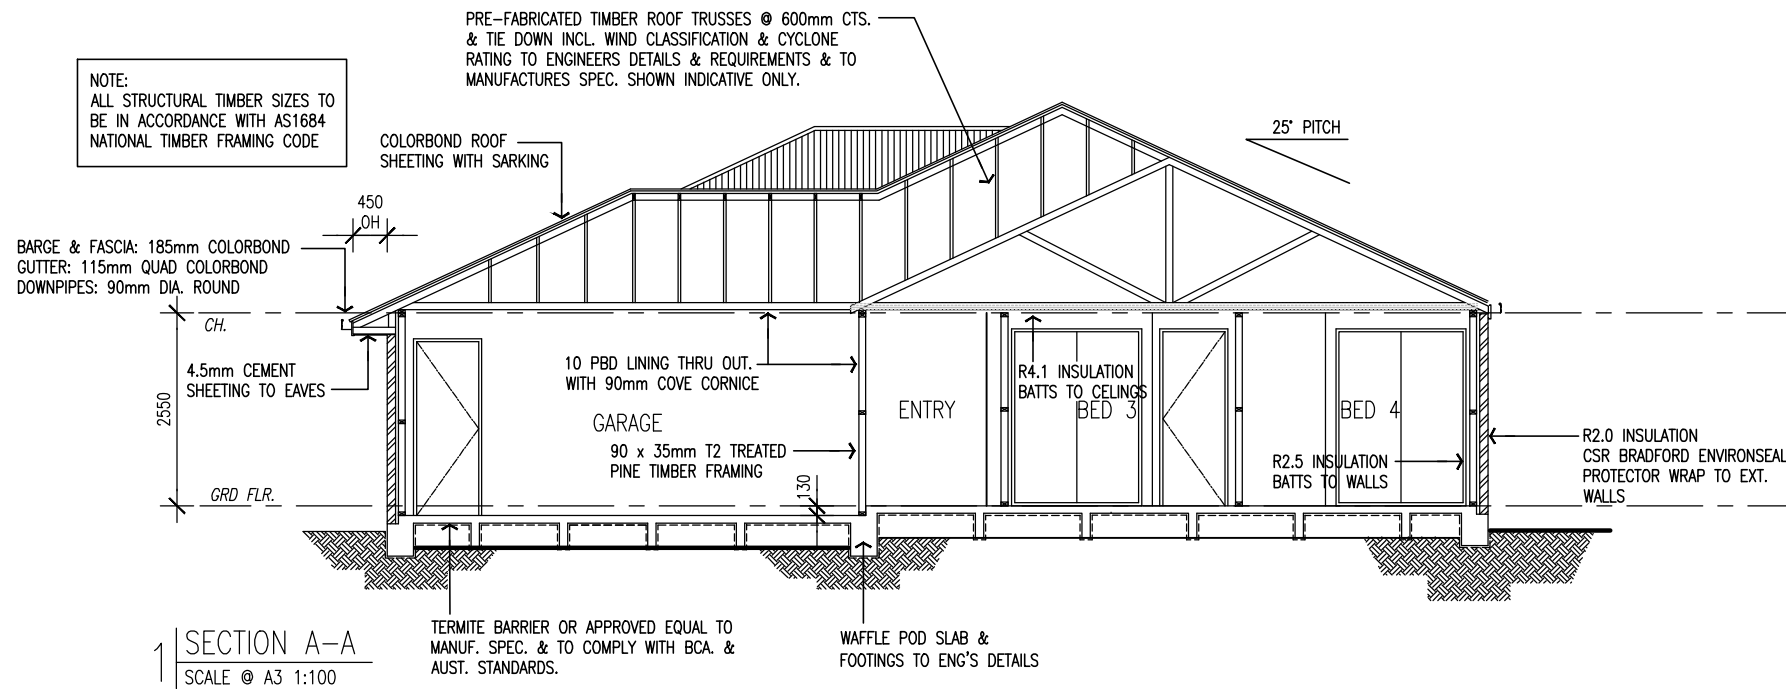 PRE-FABRICATED TIMBER ROOF TRUSSES @ 600mm CTS.
& TIE DOWN INCL. WIND CLASSIFICATION & CYCLONE
RATING TO ENGINEERS DETAILS & REQUIREMENTS & TO
MANUFACTURES SPEC. SHOWN INDICATIVE ONLY.
NOTE:
ALL STRUCTURAL TIMBER SIZES TO
BE IN ACCORDANCE WITH AS1684
NATIONAL TIMBER FRAMING CODE
COLORBOND ROOF
SHEETING WITH SARKING
25° PITCH
450
OH
BARGE & FASCIA: 185mm COLORBOND
GUTTER: 115mm QUAD COLORBOND
DOWNPIPES: 90mm DIA. ROUND
CH.
4.5mm CEMENT
SHEETING TO EAVES
2550
10 PBD LINING THRU OUT.
WITH 90mm COVE CORNICE
GARAGE
90 x 35mm T2 TREATED
PINE TIMBER FRAMING
130
ENTRY
R4.1 INSULATION
BATTS TO CELINGS
BED 3
BED 4
R2.5 INSULATION
BATTS TO WALLS
R2.0 INSULATION
CSR BRADFORD ENVIROSEAL
PROTECTOR WRAP TO EXT.
WALLS
GRD FLR.
TERMITE BARRIER OR APPROVED EQUAL TO
MANUF. SPEC. & TO COMPLY WITH BCA. &
AUST. STANDARDS.
WAFFLE POD SLAB &
FOOTINGS TO ENG'S DETAILS
1
SECTION A-A
SCALE @ A3 1:100